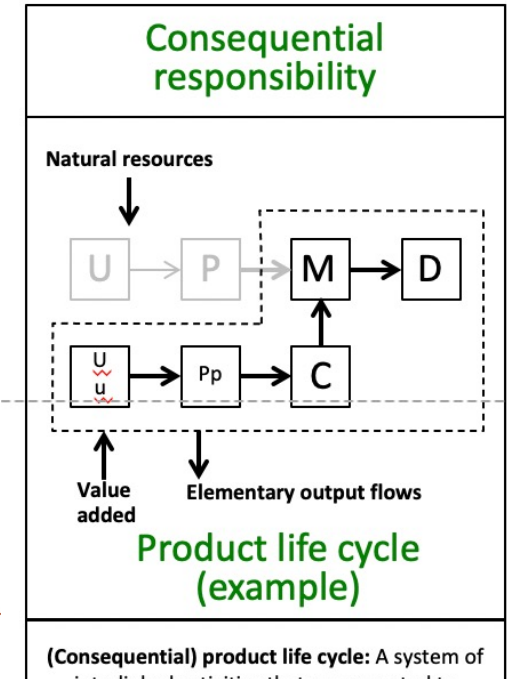 Consequential
responsibility
Natural resources
U
P
M
D
U
u
Pp
C
Value
added
Elementary output flows
Product life cycle
(example)
(Consequential) product life cycle: A system of